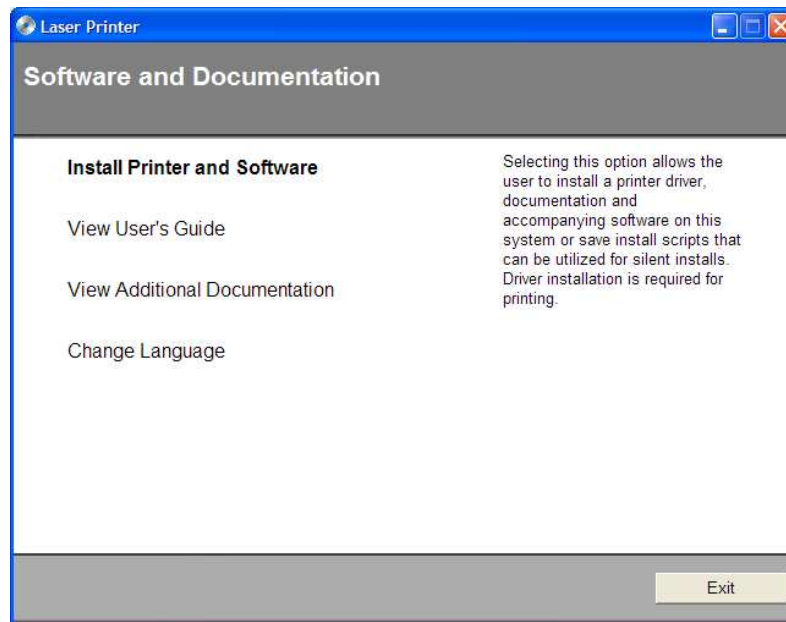 Laser Printer
Software and Documentation
Install Printer and Software
View User's Guide
View Additional Documentation
Change Language
Selecting this option allows the
user to install a printer driver,
documentation and
accompanying software on this
system or save install scripts that
can be utilized for silent installs.
Driver installation is required for
printing.
Exit